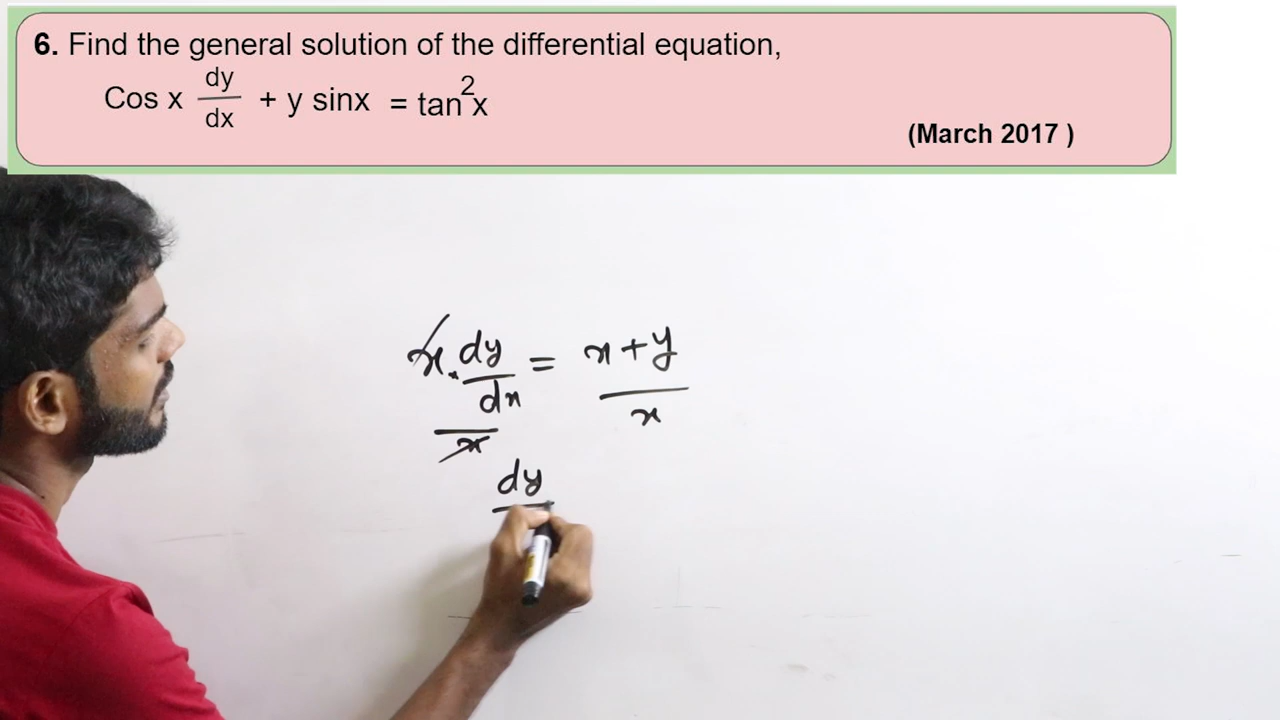 6. Find the general solution of the differential equation,
Cos x dy/dx + y sinx = tan²x
(March 2017 )
x. dy/dx = x+y
x x
dy